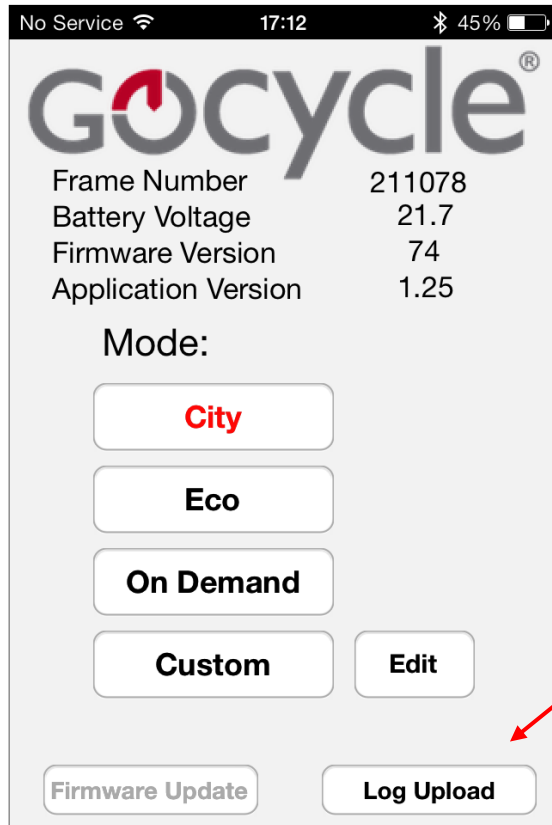 No Service 17:12 45%
GOcycle®
Frame Number 211078
Battery Voltage 21.7
Firmware Version 74
Application Version 1.25
Mode:
City
Eco
On Demand
Custom Edit
Firmware Update Log Upload